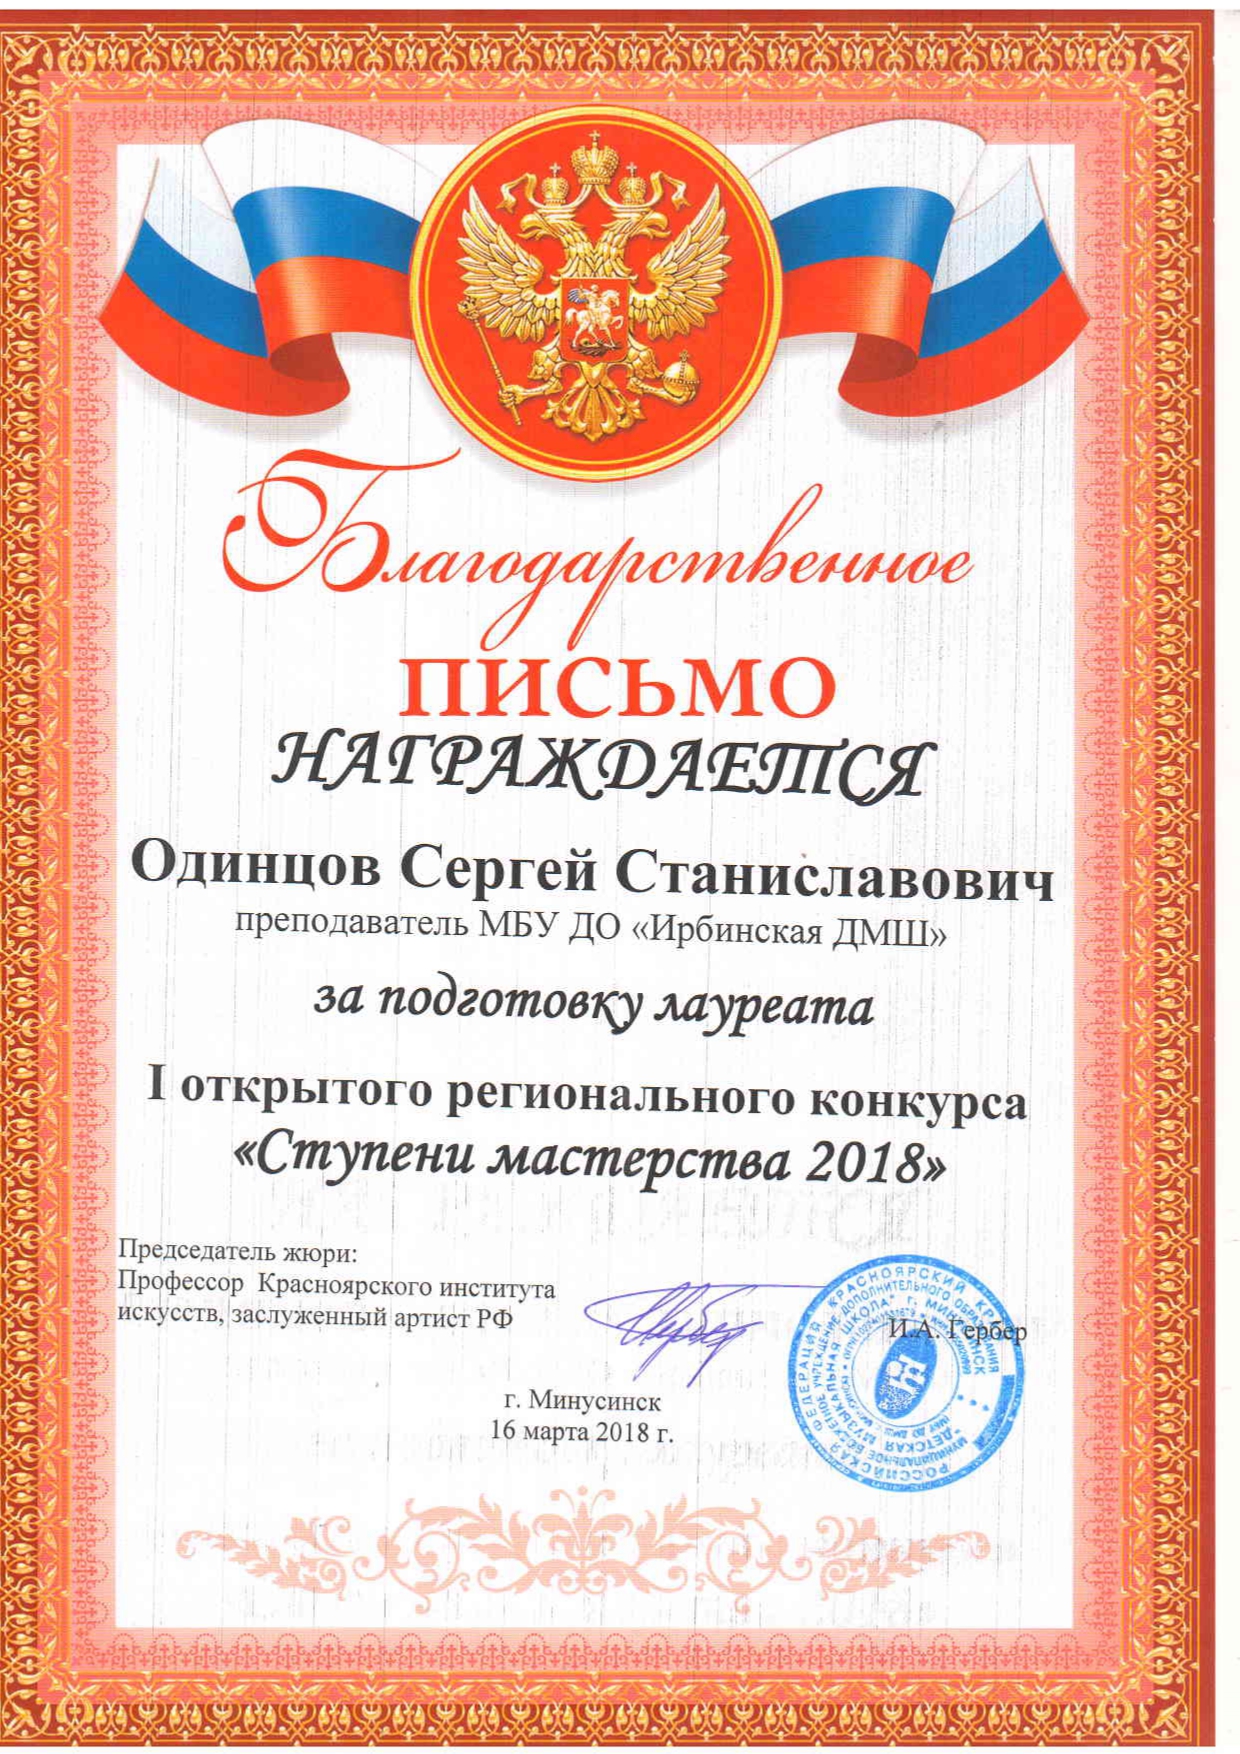 Благодарственное
ПИСЬМО
НАГРАЖДАЕТСЯ
Одинцов Сергей Станиславович
преподаватель МБУ ДО «Ирбинская ДМШ»
за подготовку лауреата
I открытого регионального конкурса
«Ступени мастерства 2018»
Председатель жюри:
Профессор Красноярского института
искусств, заслуженный артист РФ
И.А. Гербер
г. Минусинск
16 марта 2018 г.
РОССИЙСКАЯ ФЕДЕРАЦИЯ КРАСНОЯРСКИЙ КРАЙ
МУНИЦИПАЛЬНОЕ БЮДЖЕТНОЕ УЧРЕЖДЕНИЕ ДОПОЛНИТЕЛЬНОГО ОБРАЗОВАНИЯ
"ДЕТСКАЯ МУЗЫКАЛЬНАЯ ШКОЛА" Г. МИНУСИНСК